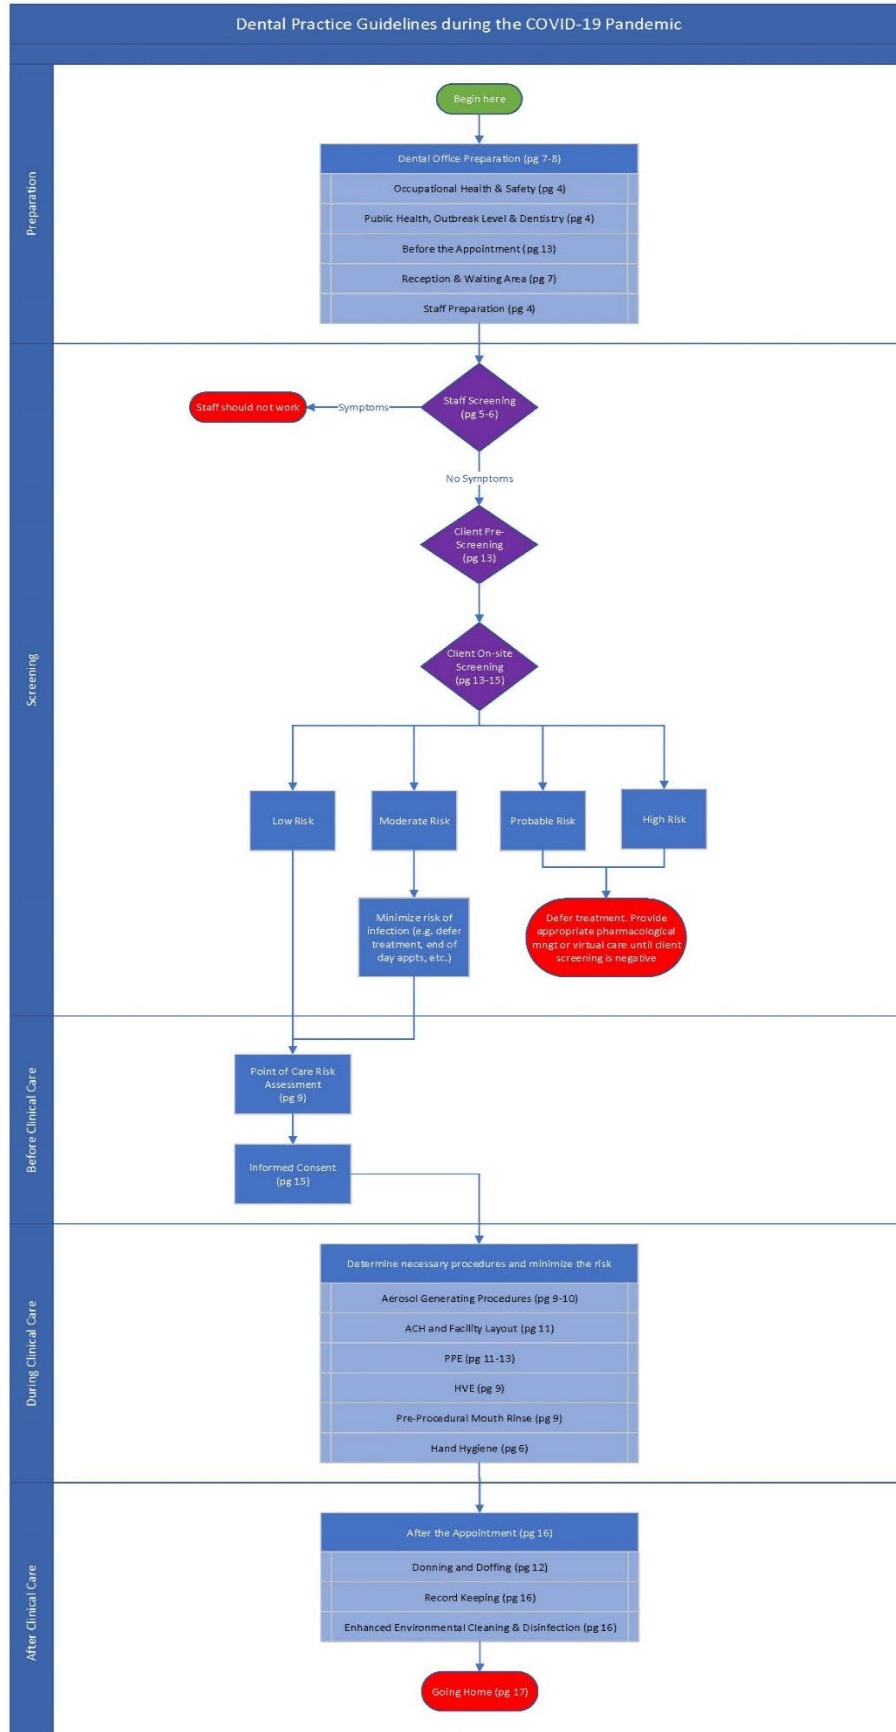 Dental Practice Guidelines during the COVID-19 Pandemic
Preparation
Begin here
Dental Office Preparation (pg 7-8)
Occupational Health & Safety (pg 4)
Public Health, Outbreak Level & Dentistry (pg 4)
Before the Appointment (pg 13)
Reception & Waiting Area (pg 7)
Staff Preparation (pg 4)
Screening
Staff Screening
(pg 5-6)
Symptoms
Staff should not work
No Symptoms
Client Pre-
Screening
(pg 13)
Client On-site
Screening
(pg 13-15)
Low Risk
Moderate Risk
Probable Risk
High Risk
Minimize risk of
infection (e.g. defer
treatment, end of
day appts, etc.)
Defer treatment. Provide
appropriate pharmacological
mngt or virtual care until client
screening is negative
Before Clinical Care
Point of Care Risk
Assessment
(pg 9)
Informed Consent
(pg 15)
During Clinical Care
Determine necessary procedures and minimize the risk
Aerosol Generating Procedures (pg 9-10)
ACH and Facility Layout (pg 11)
PPE (pg 11-13)
HVE (pg 9)
Pre-Procedural Mouth Rinse (pg 9)
Hand Hygiene (pg 6)
After Clinical Care
After the Appointment (pg 16)
Donning and Doffing (pg 12)
Record Keeping (pg 16)
Enhanced Environmental Cleaning & Disinfection (pg 16)
Going Home (pg 17)